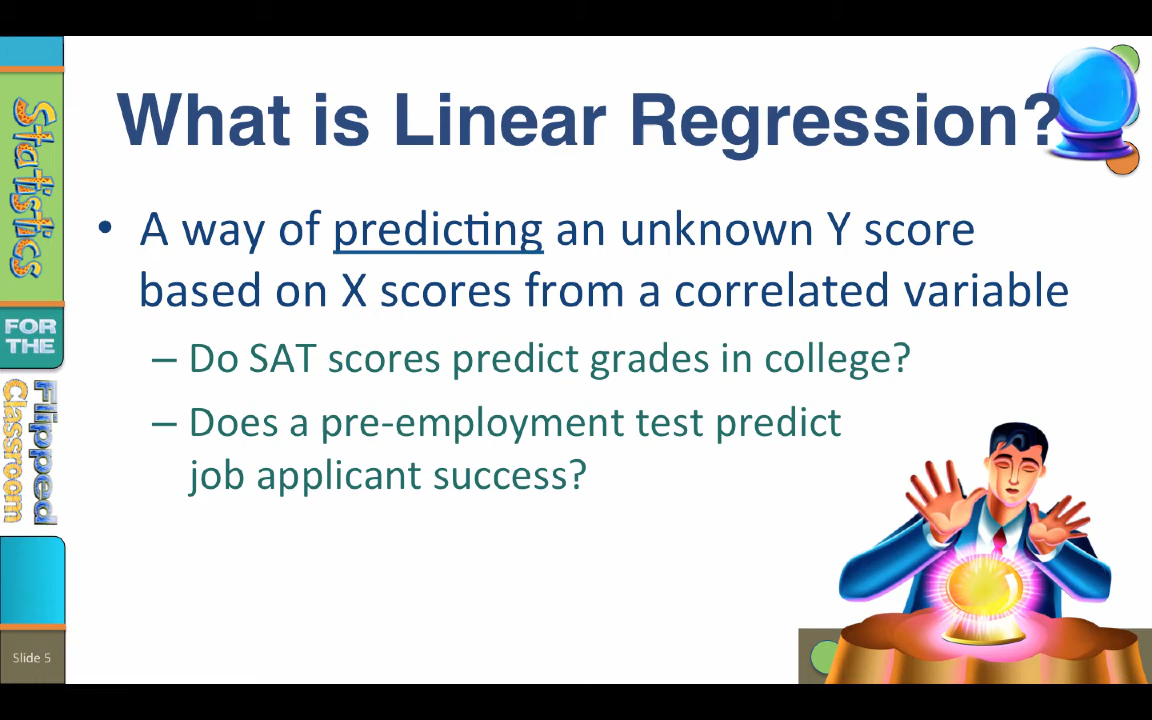 What is Linear Regression?
• A way of predicting an unknown Y score
based on X scores from a correlated variable
– Do SAT scores predict grades in college?
– Does a pre-employment test predict
job applicant success?
Statistics
FOR THE
Flipped
Classroom
Slide 5